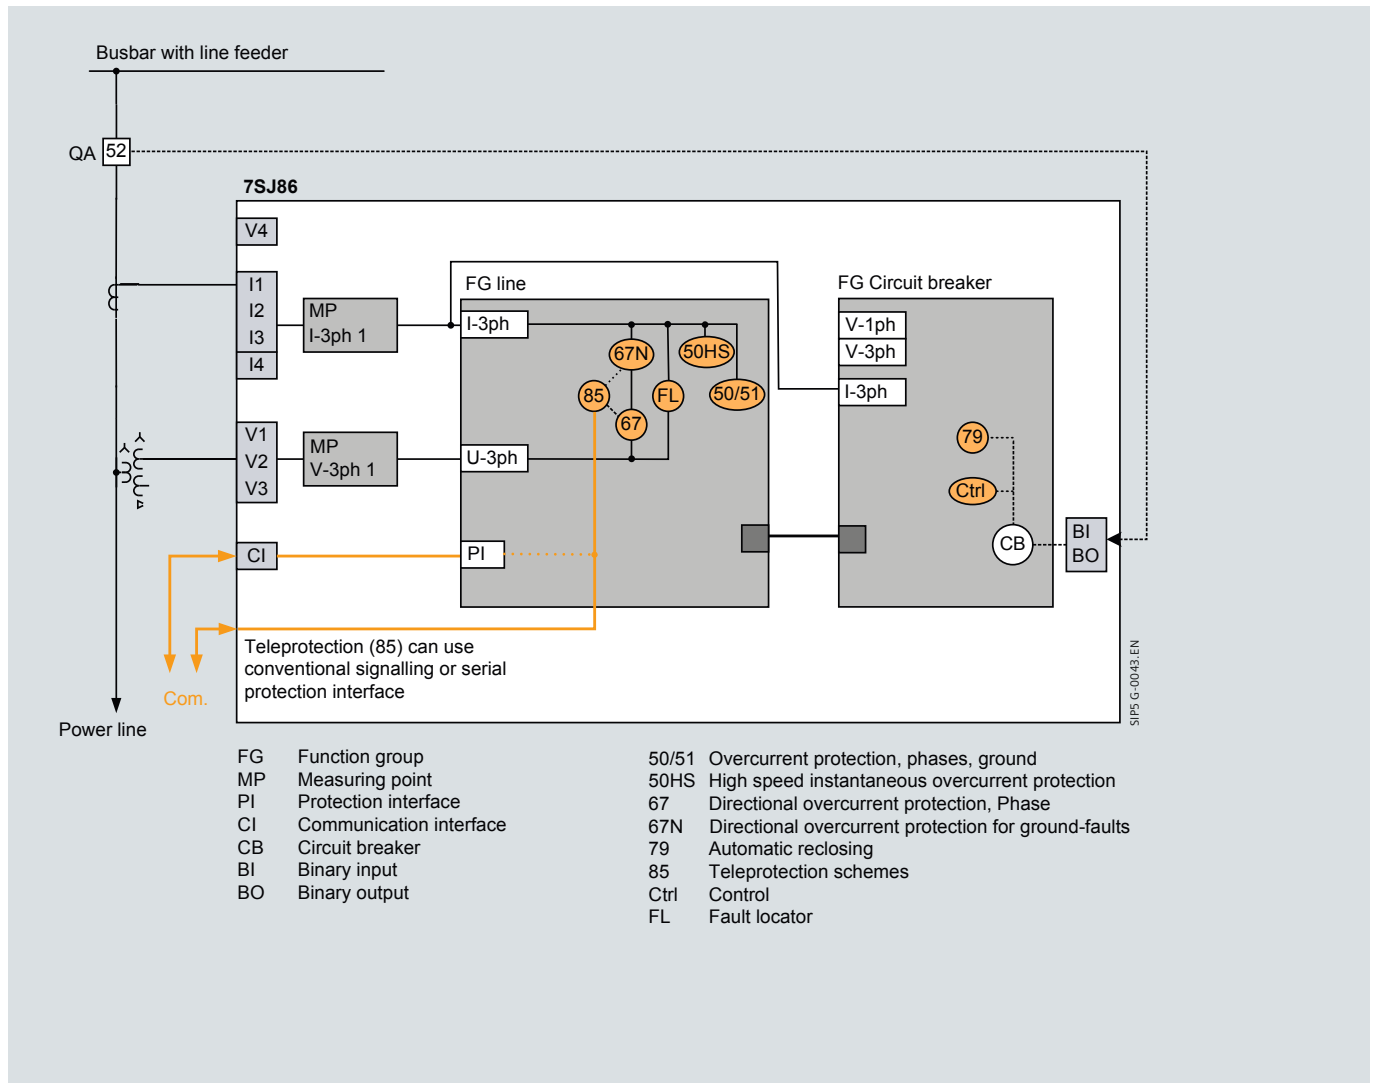 Busbar with line feeder
QA 52
7SJ86
V4
I1
I2
I3
I4
MP
I-3ph 1
FG line
I-3ph
67N
50HS
85
FL
50/51
67
FG Circuit breaker
V-1ph
V-3ph
I-3ph
79
Ctrl
CB
BI
BO
V1
V2
V3
MP
V-3ph 1
U-3ph
CI
PI
Teleprotection (85) can use
conventional signalling or serial
protection interface
Com.
Power line
SIP5 G-0043.EN
FG Function group
MP Measuring point
PI Protection interface
CI Communication interface
CB Circuit breaker
BI Binary input
BO Binary output
50/51 Overcurrent protection, phases, ground
50HS High speed instantaneous overcurrent protection
67 Directional overcurrent protection, Phase
67N Directional overcurrent protection for ground-faults
79 Automatic reclosing
85 Teleprotection schemes
Ctrl Control
FL Fault locator